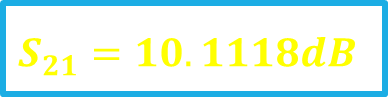 S₂₁ = 10.1118dB